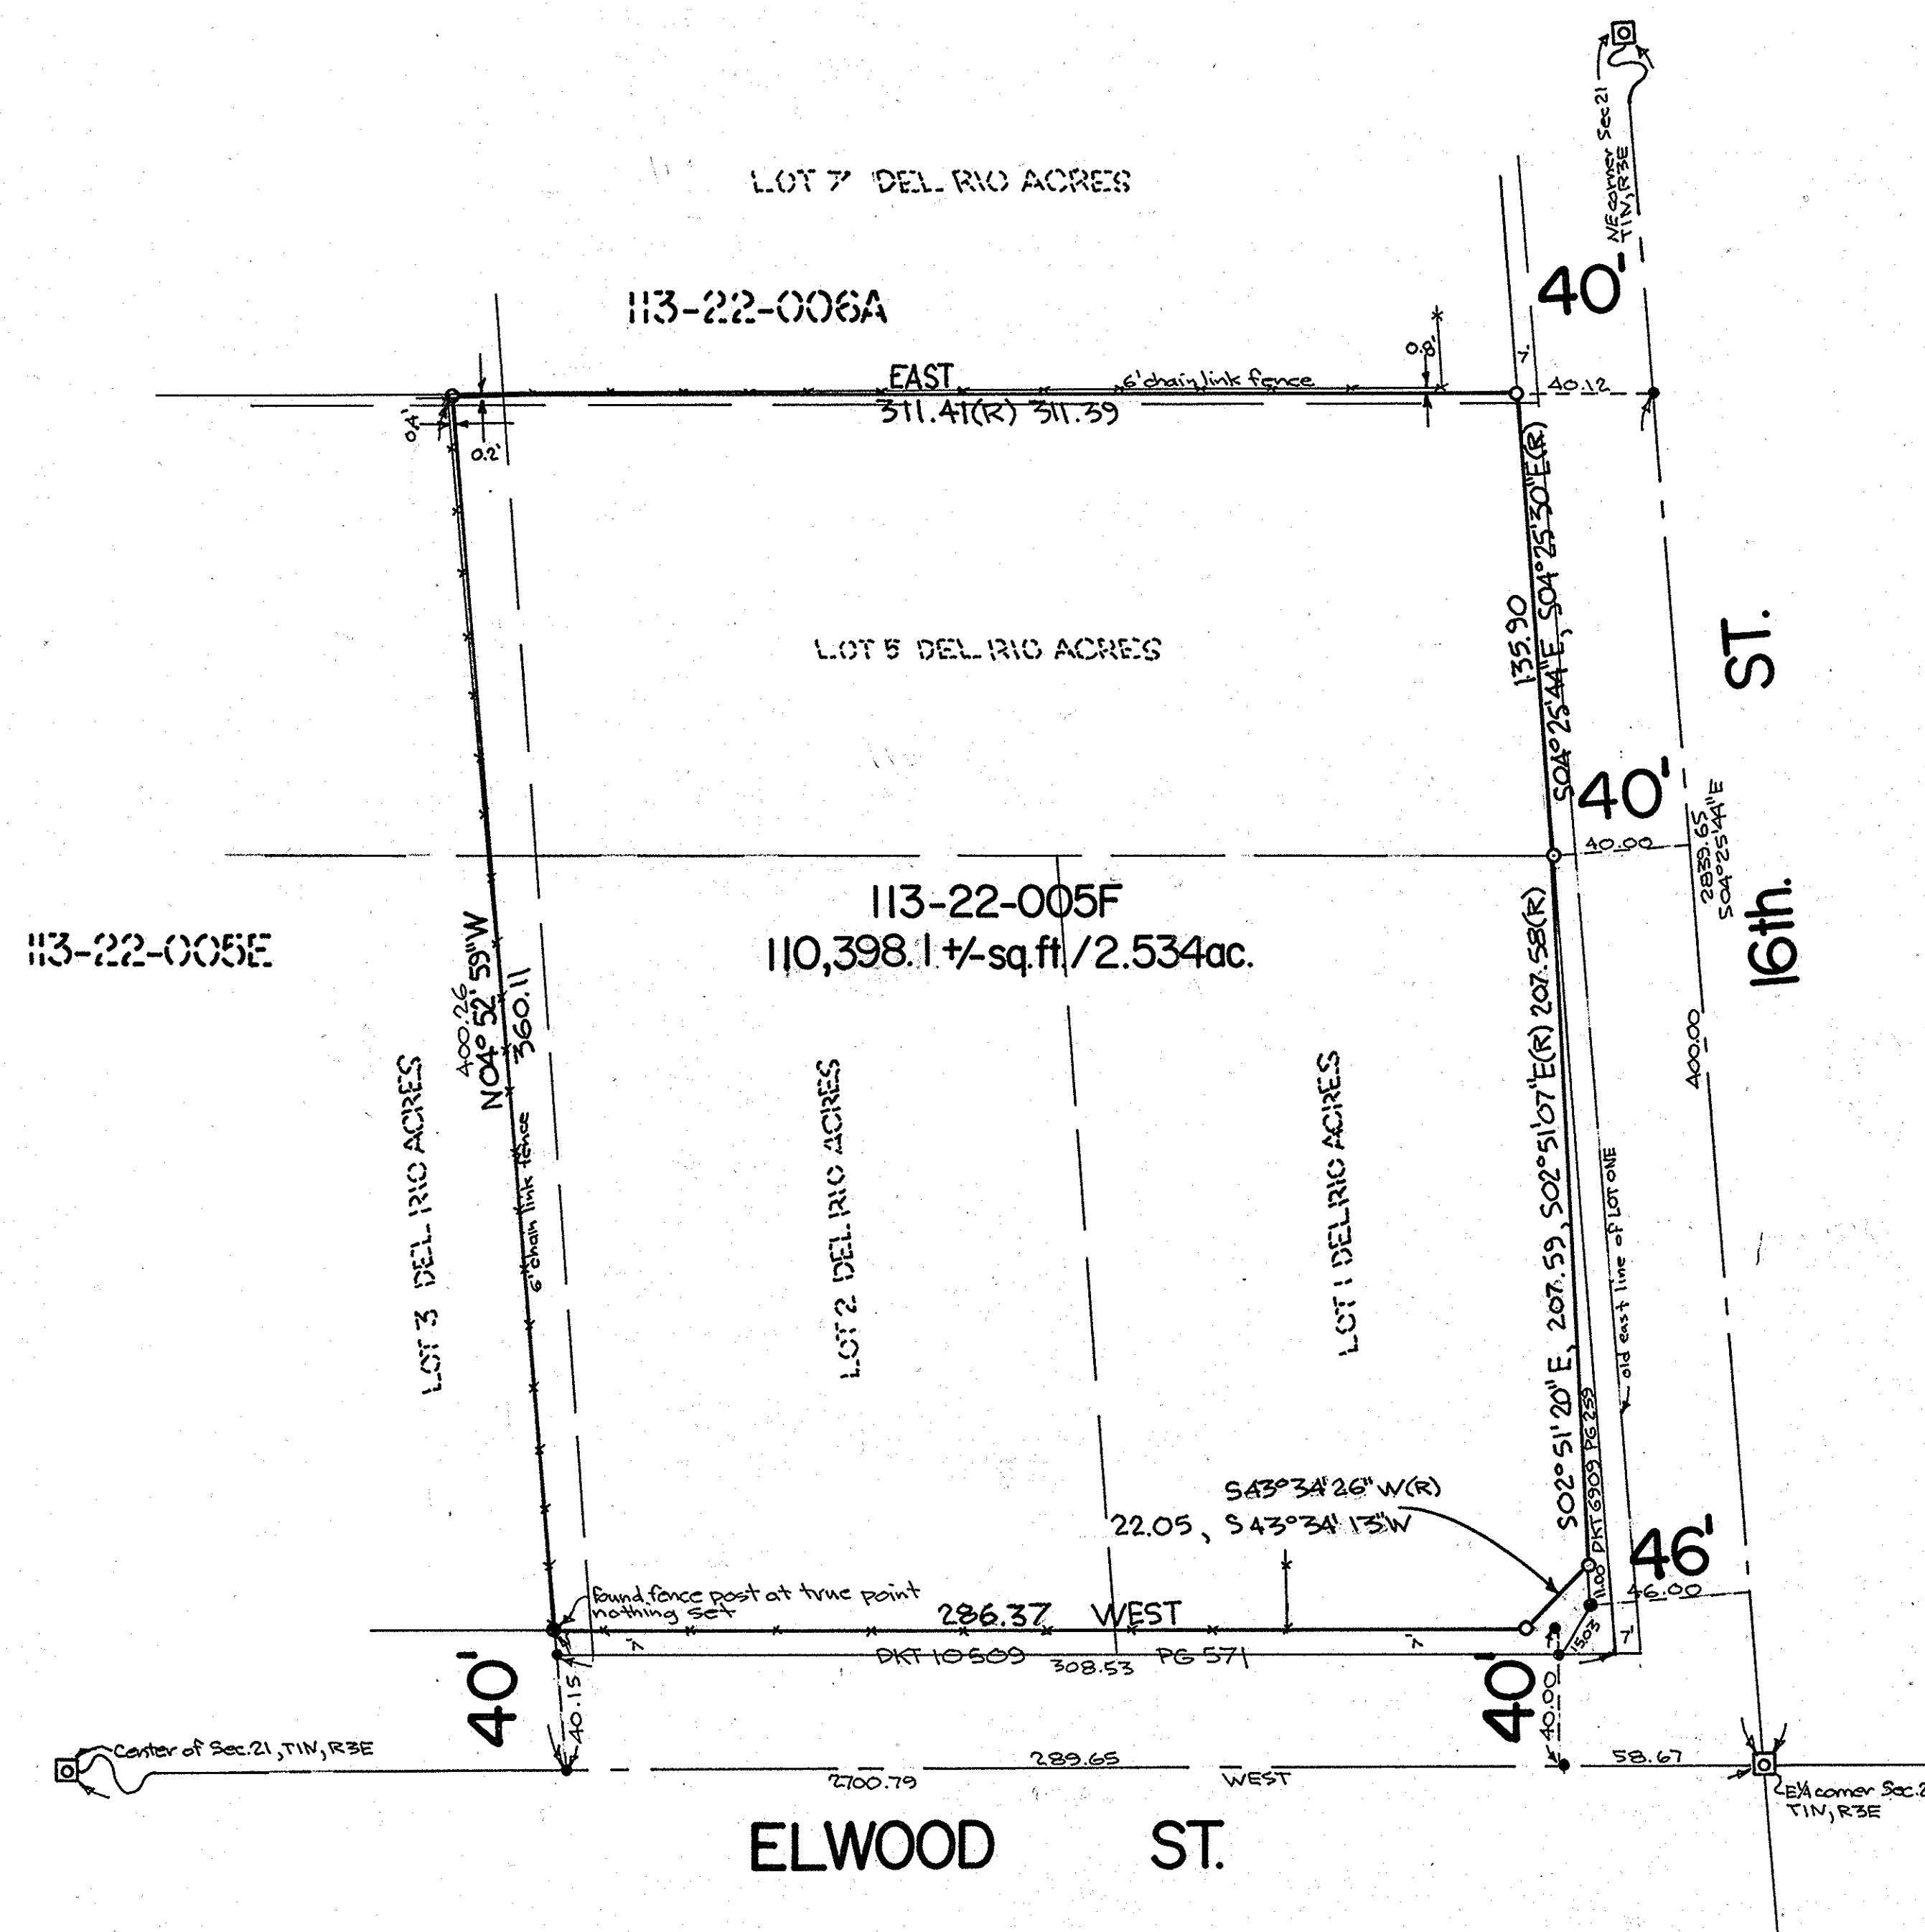 NE corner Sec 21
T1N, R3E
LOT 7 DEL RIO ACRES
113-22-006A
40'
0.8'
7'
EAST
6' chain link fence
40.12
311.41(R) 311.39
0.4'
0.2'
S04°25'44"E, S04°25'30"E(R)
135.90
LOT 5 DEL RIO ACRES
16th. ST.
40'
40.00
2839.65
S04°25'44"E
113-22-005F
110,398.1 +/- sq.ft./2.534ac.
113-22-005E
400.26
N04°52'59"W
360.11
6' chain link fence
LOT 3 DEL RIO ACRES
LOT 2 DEL RIO ACRES
LOT 1 DEL RIO ACRES
S02°51'20"E, 207.59, S02°51'07"E(R) 207.58(R)
400.00
old east line of LOT ONE
DKT 6909 PG 259
S43°34'26"W(R)
22.05, S43°34'13"W
46'
11.00
46.00
found fence post at true point
nothing set
286.37 WEST
7'
7'
15.03
7'
DKT 10509 PG 571
308.53
40'
40.15
40'
40.00
Center of Sec.21, T1N, R3E
289.65
58.67
2700.79
WEST
E1/4 corner Sec.2
T1N, R3E
ELWOOD ST.